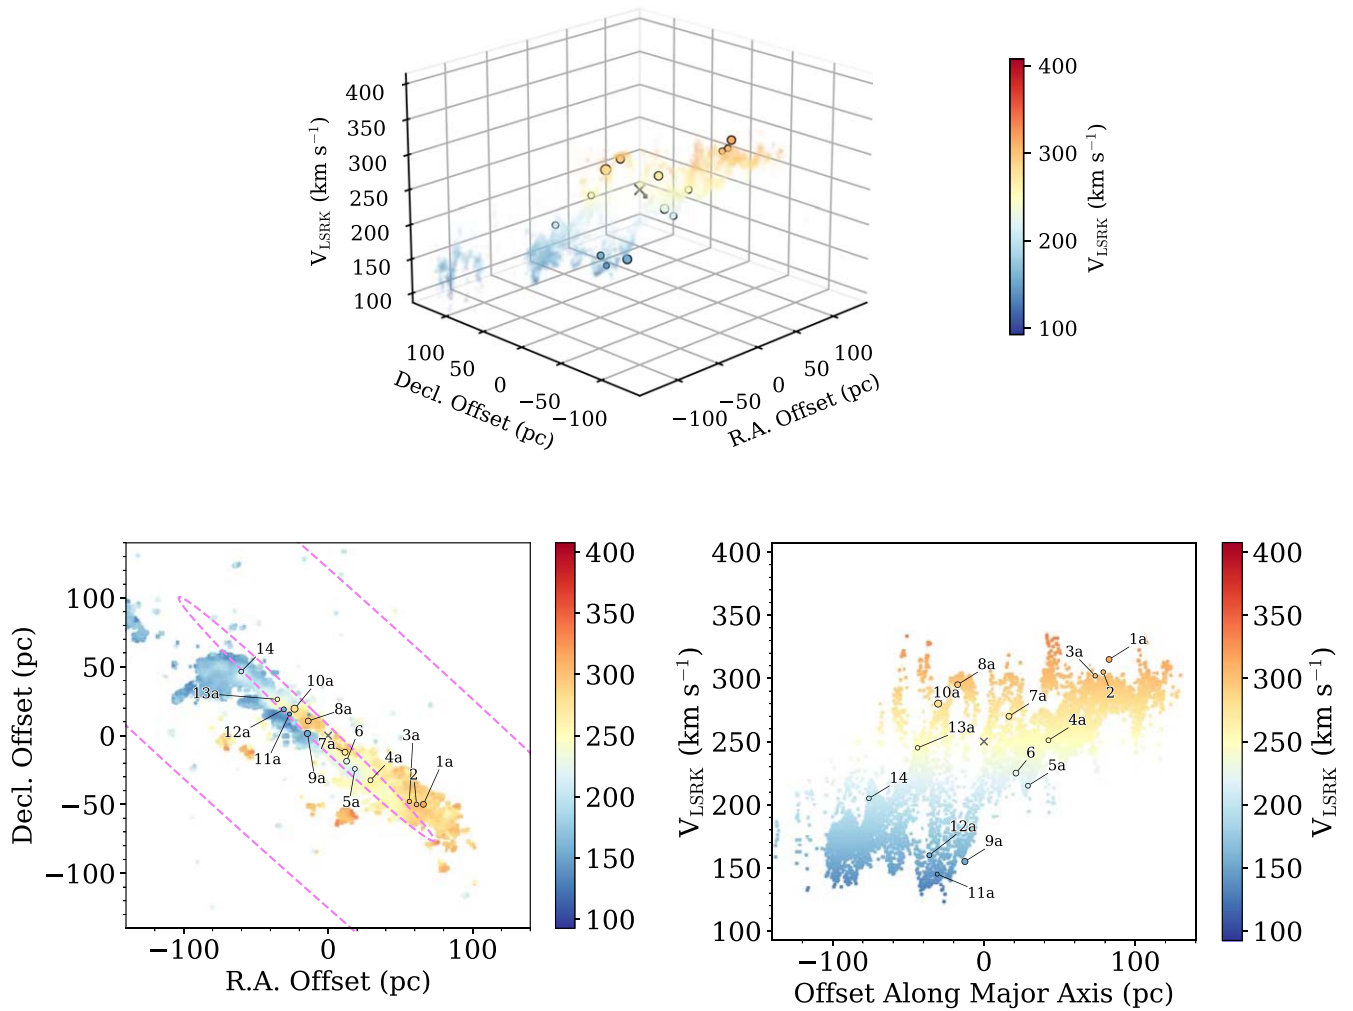 400
350
300
250
200
150
100
V_LSRK (km s⁻¹)
100
50
0
−50
−100
Decl. Offset (pc)
−100
−50
0
50
100
R.A. Offset (pc)
400
300
200
100
V_LSRK (km s⁻¹)
100
50
0
−50
−100
Decl. Offset (pc)
−100
0
100
R.A. Offset (pc)
14
13a
10a
12a
8a
11a
7a
6
9a
3a
4a
2
1a
5a
400
350
300
250
200
150
100
400
350
300
250
200
150
100
V_LSRK (km s⁻¹)
−100
0
100
Offset Along Major Axis (pc)
1a
3a
8a
2
10a
7a
4a
13a
6
5a
14
12a
9a
11a
400
350
300
250
200
150
100
V_LSRK (km s⁻¹)